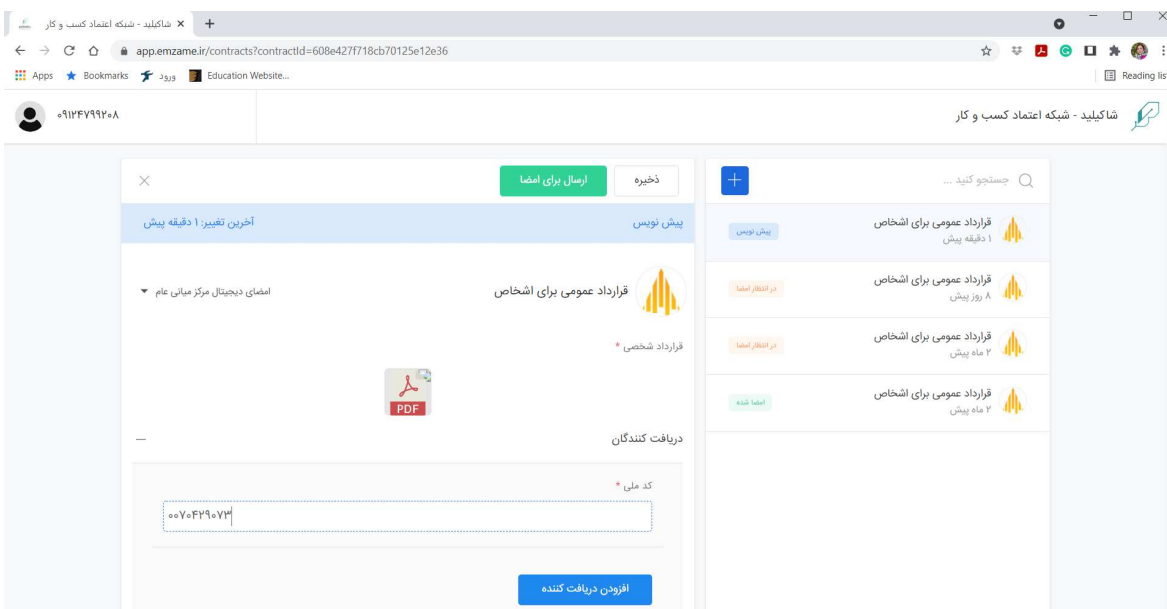 شاکیلید - شبکه اعتماد کسب و کار
app.emzame.ir/contracts?contractId=608e427f718cb70125e12e36
Apps Bookmarks ورود Education Website... Reading lis
شاکیلید - شبکه اعتماد کسب و کار
۰۹۱۲۴۷۹۹۲۰۸
جستجو کنید ...
قرارداد عمومی برای اشخاص
۱ دقیقه پیش
پیش نویس
قرارداد عمومی برای اشخاص
۸ روز پیش
در انتظار امضا
قرارداد عمومی برای اشخاص
۲ ماه پیش
در انتظار امضا
قرارداد عمومی برای اشخاص
۲ ماه پیش
امضا شده
ذخیره
ارسال برای امضا
پیش نویس
آخرین تغییر: ۱ دقیقه پیش
قرارداد عمومی برای اشخاص
امضای دیجیتال مرکز میانی عام
قرارداد شخصی *
PDF
دریافت کنندگان
کد ملی *
۰۰۷۰۴۲۹۰۷۳
افزودن دریافت کننده